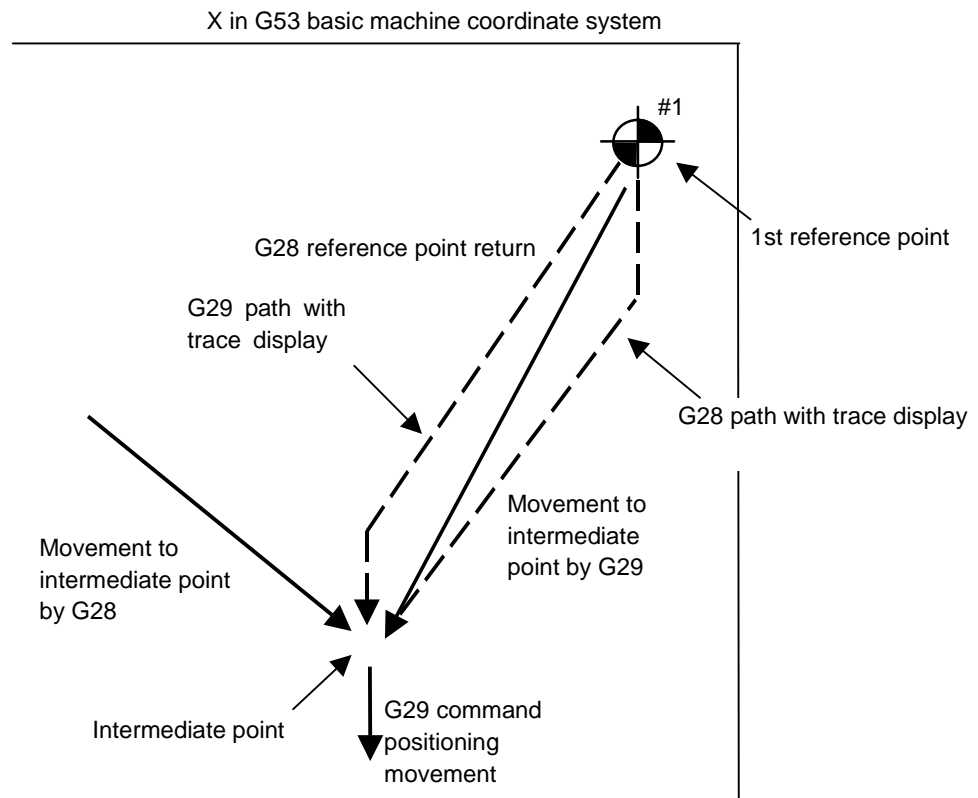 X in G53 basic machine coordinate system
#1
1st reference point
G28 reference point return
G29 path with
trace display
G28 path with trace display
Movement to
intermediate point
by G28
Movement to
intermediate
point by G29
Intermediate point
G29 command
positioning
movement